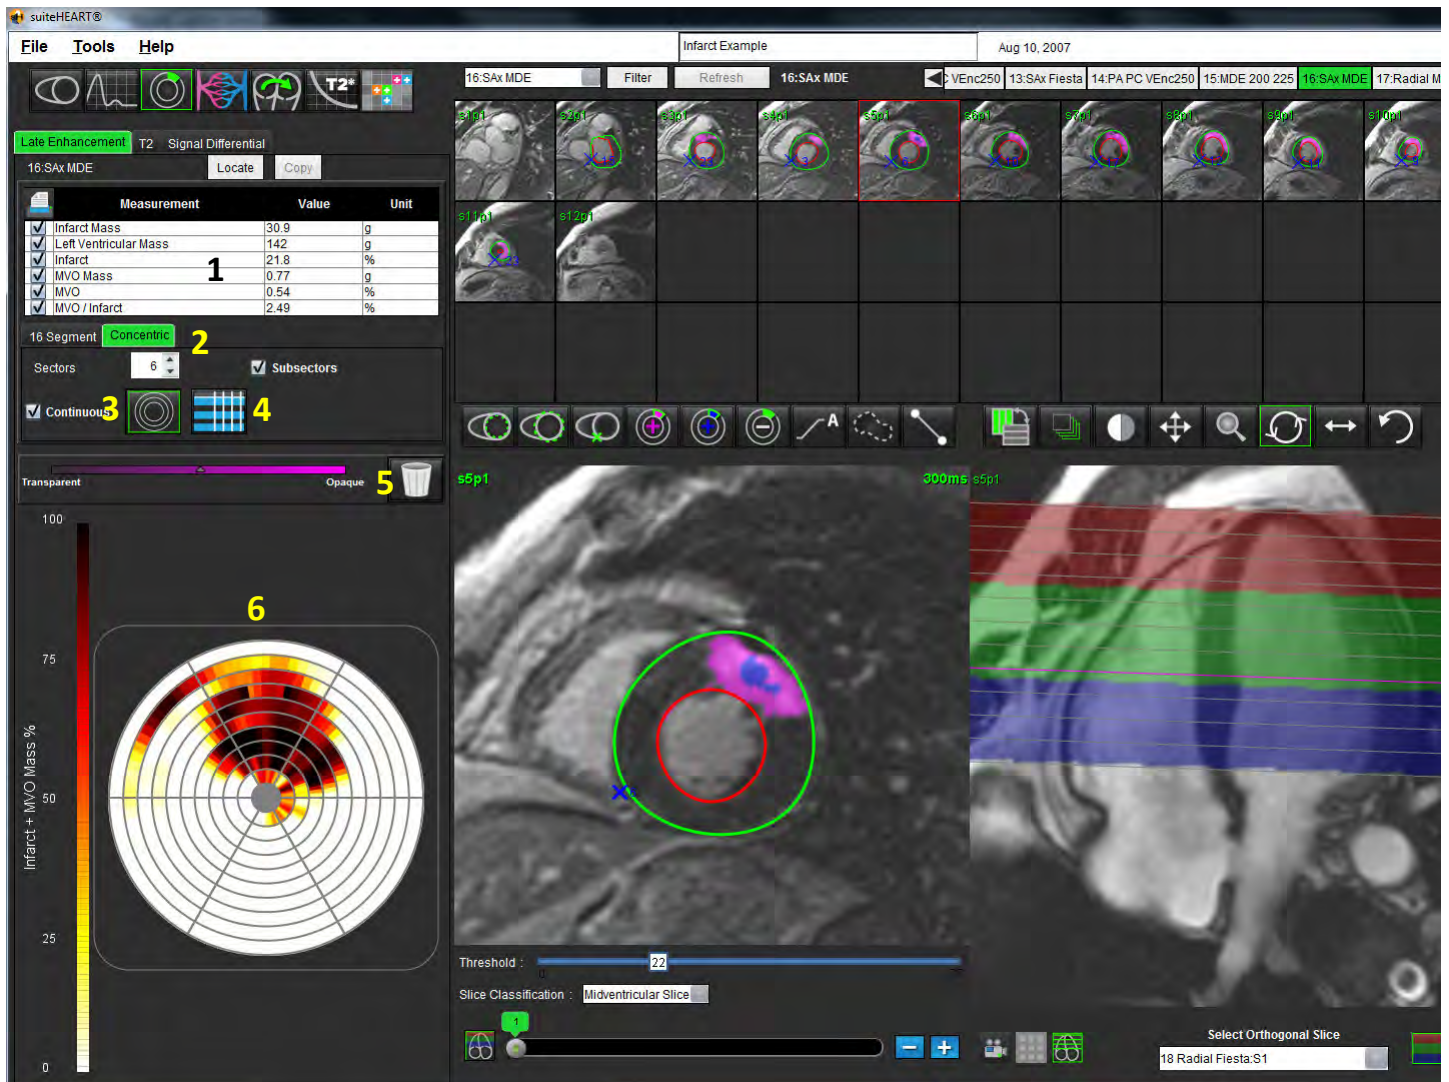 suiteHEART®
File Tools Help
Infarct Example
Aug 10, 2007
T2*
16:SAx MDE
Filter
Refresh
16:SAx MDE
C VEnc250
13:SAx Fiesta
14:PA PC VEnc250
15:MDE 200 225
16:SAx MDE
17:Radial M
Late Enhancement T2 Signal Differential
16:SAx MDE
Locate
Copy
Measurement Value Unit
Infarct Mass 30.9 g
Left Ventricular Mass 142 g
Infarct 21.8 %
MVO Mass 0.77 g
MVO 0.54 %
MVO / Infarct 2.49 %
1
16 Segment Concentric 2
Sectors 6 Subsectors
Continuous 3 4
Transparent Opaque 5
100
75
50
25
0
Infarct + MVO Mass %
6
s1p1 s2p1 s3p1 s4p1 s5p1 s6p1 s7p1 s8p1 s9p1 s10p1
s11p1 s12p1
A
s5p1 300ms
s5p1
Threshold : 22
0
Slice Classification : Midventricular Slice
1
Select Orthogonal Slice
18 Radial Fiesta:S1